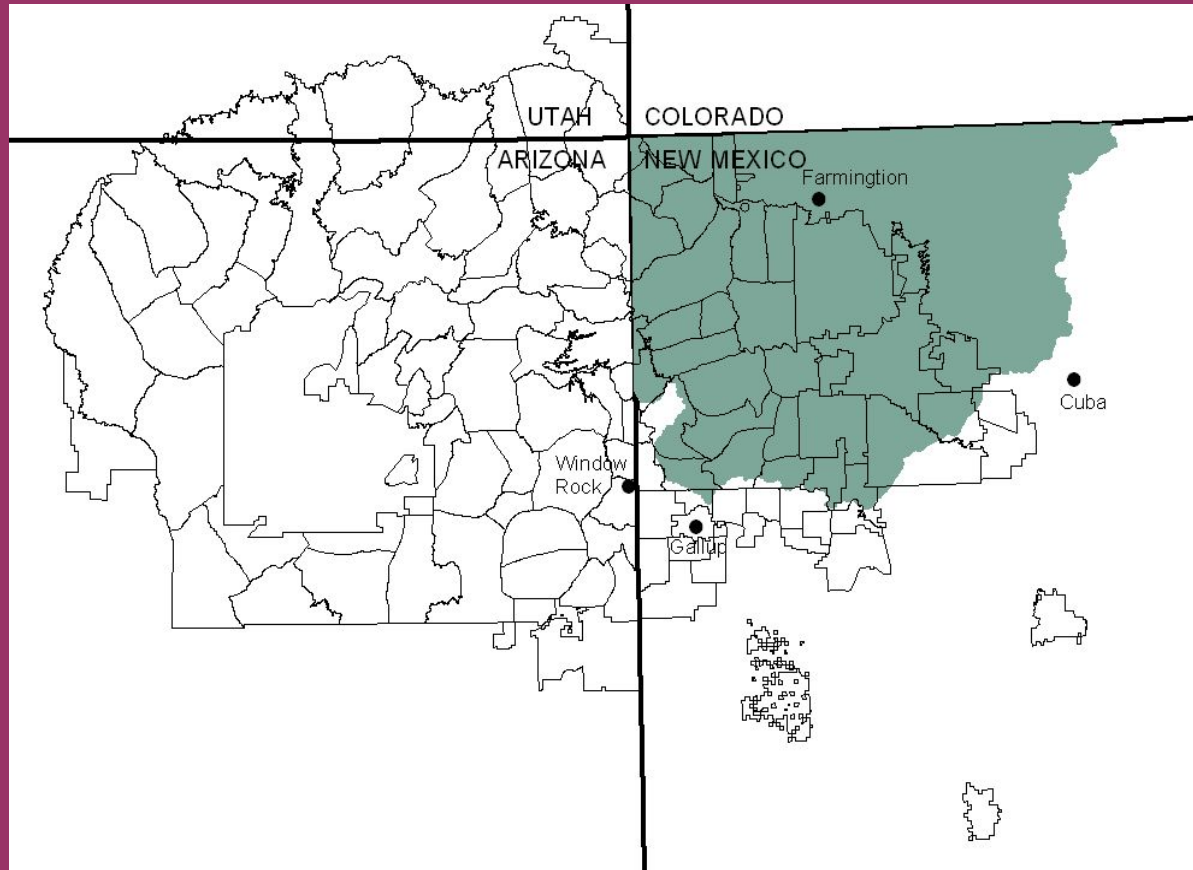 UTAH
COLORADO
ARIZONA
NEW MEXICO
Farmingtion
Cuba
Window
Rock
Gallup